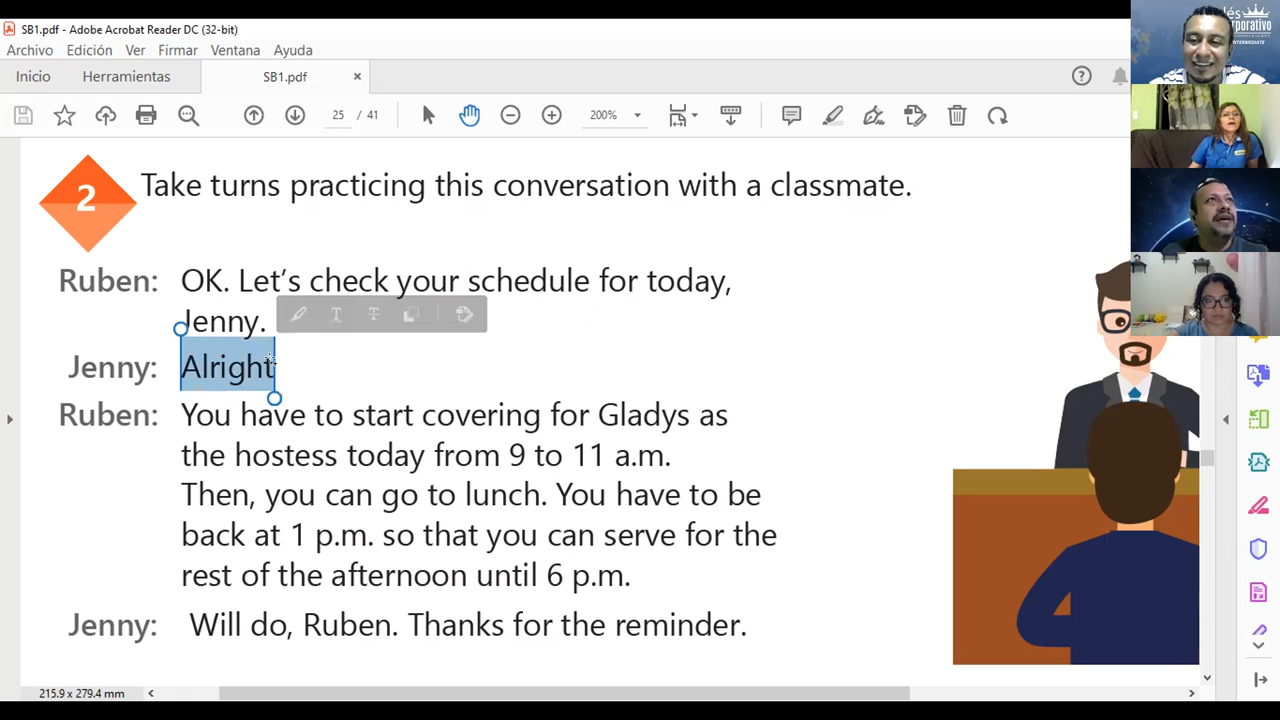 SB1.pdf - Adobe Acrobat Reader DC (32-bit)
Archivo Edición Ver Firmar Ventana Ayuda
Inicio Herramientas SB1.pdf ×
25 / 41 200%
2 Take turns practicing this conversation with a classmate.
Ruben: OK. Let's check your schedule for today,
Jenny.
Jenny: Alright
Ruben: You have to start covering for Gladys as
the hostess today from 9 to 11 a.m.
Then, you can go to lunch. You have to be
back at 1 p.m. so that you can serve for the
rest of the afternoon until 6 p.m.
Jenny: Will do, Ruben. Thanks for the reminder.
215.9 x 279.4 mm